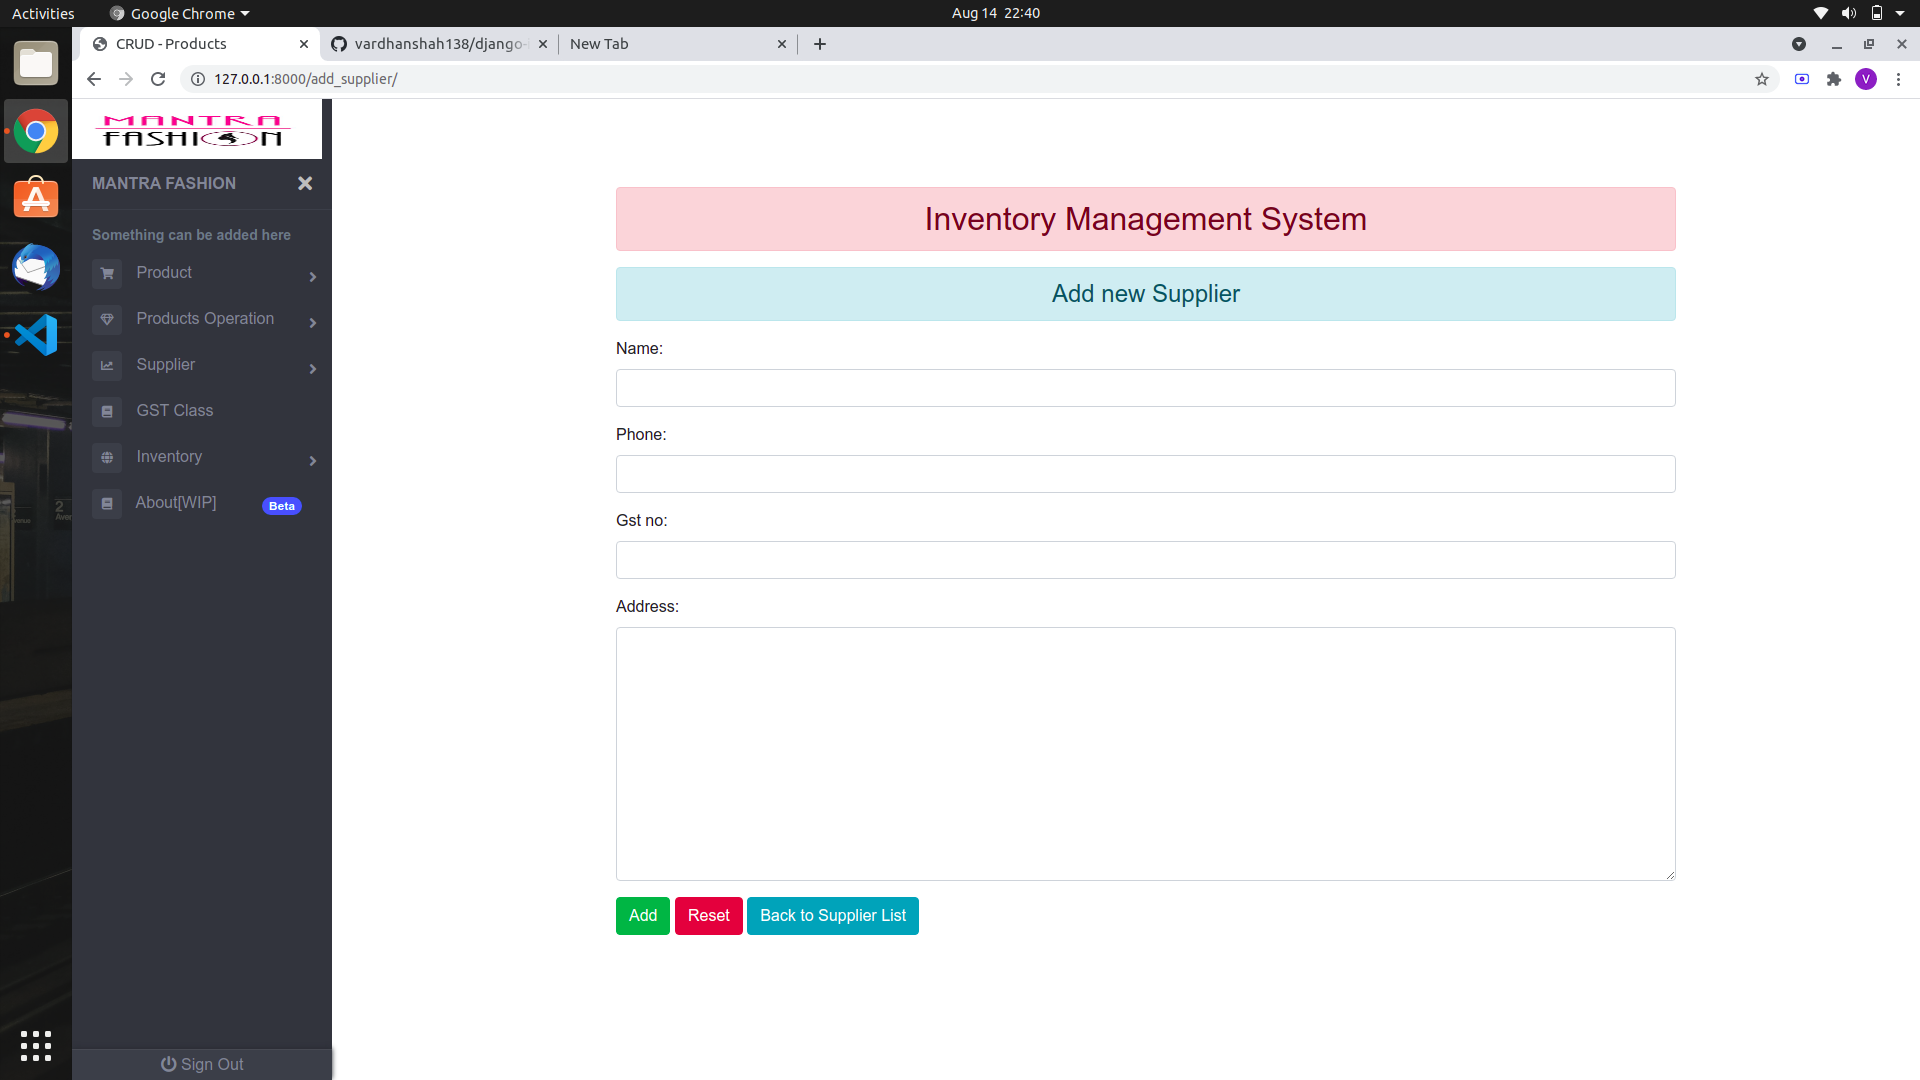 Activities
Google Chrome
Aug 14 22:40
CRUD - Products
vardhanshah138/django-
New Tab
127.0.0.1:8000/add_supplier/
V
MANTRA
FASHION
MANTRA FASHION
Something can be added here
Product
Products Operation
Supplier
GST Class
Inventory
About[WIP]
Beta
Sign Out
Inventory Management System
Add new Supplier
Name:
Phone:
Gst no:
Address:
Add
Reset
Back to Supplier List